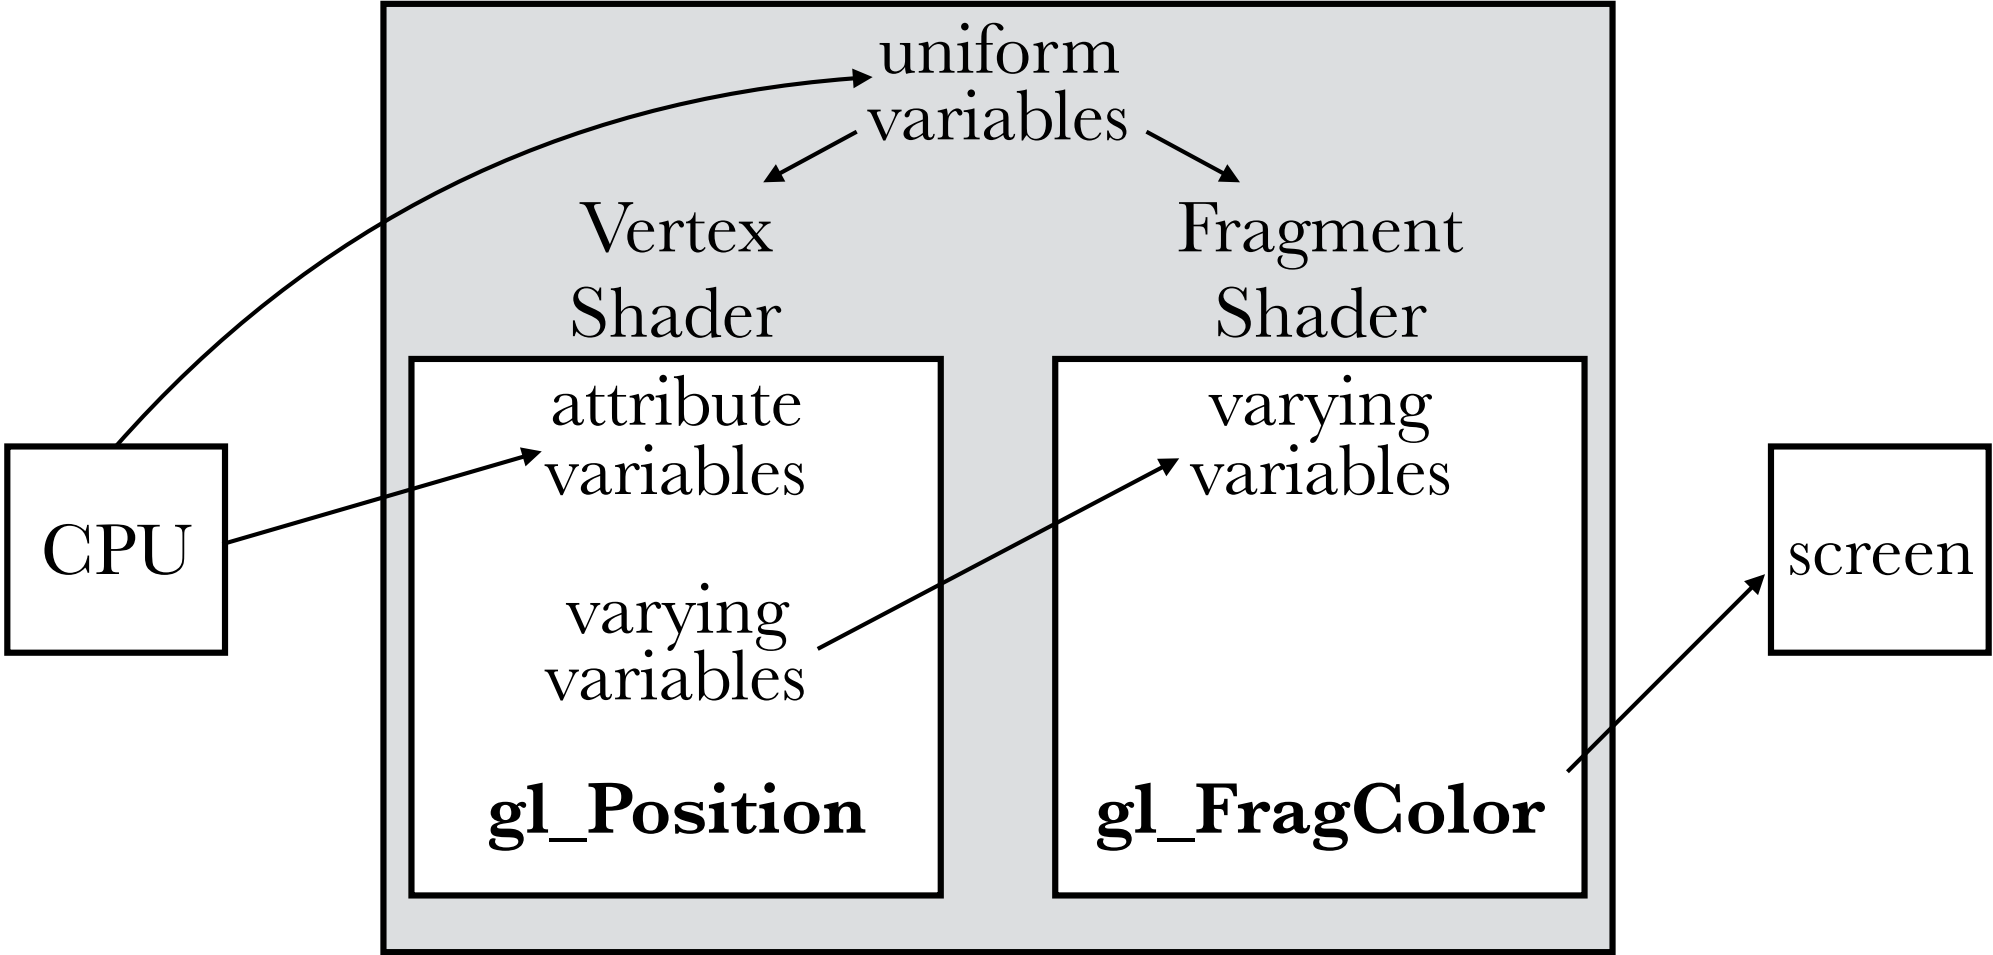 uniform
variables
Vertex
Shader
Fragment
Shader
attribute
variables
varying
variables
varying
variables
CPU
screen
gl_Position
gl_FragColor